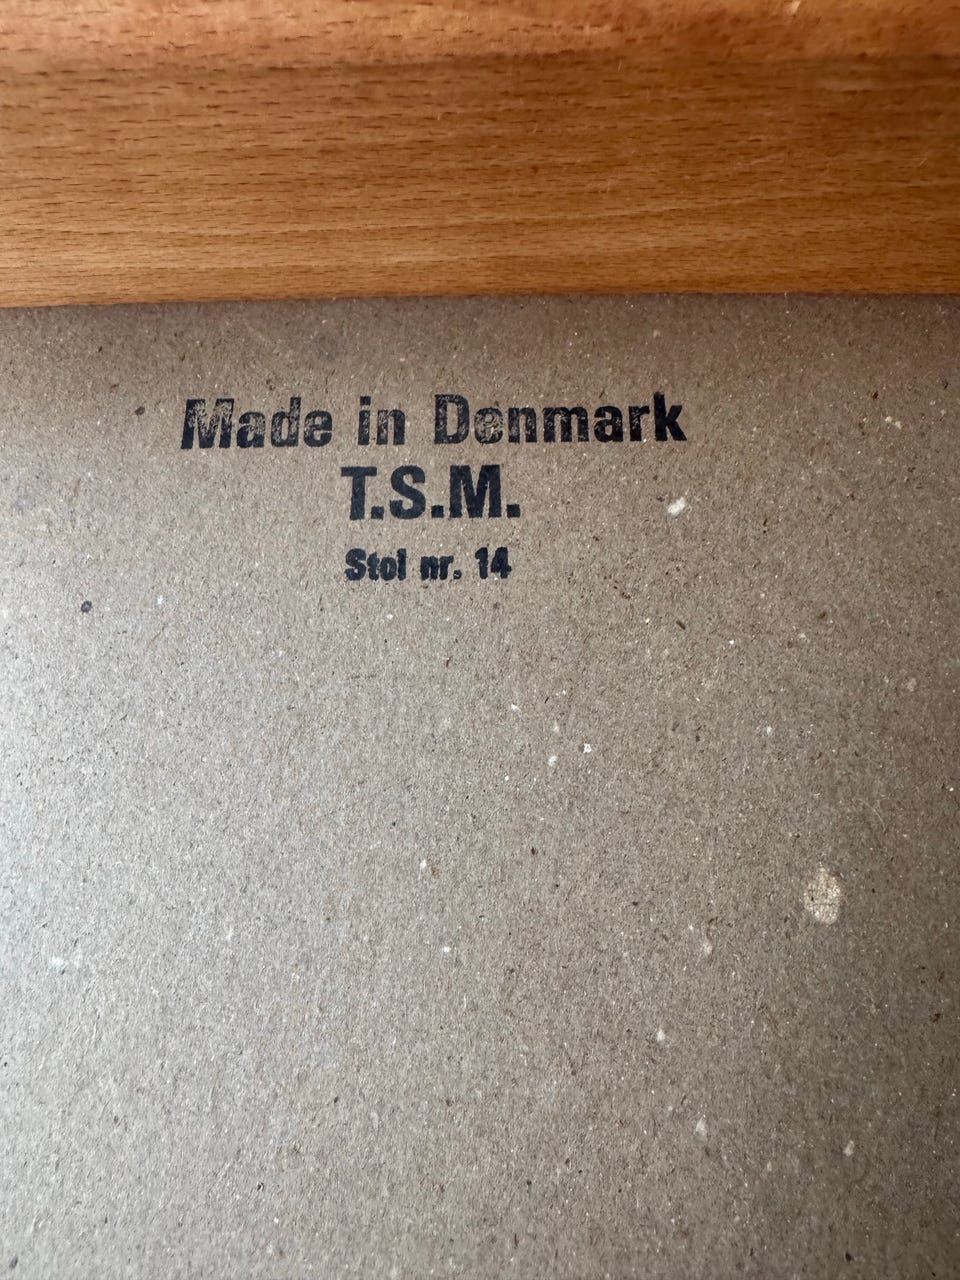 Made in Denmark
T.S.M.
Stol nr. 14